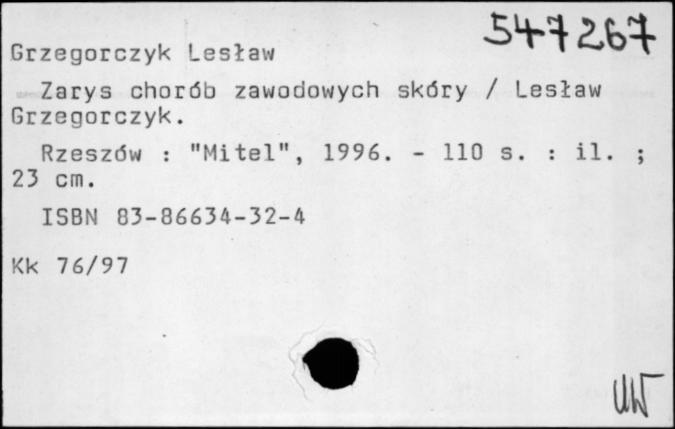 547267
Grzegorczyk Lesław
Zarys chorób zawodowych skóry / Lesław
Grzegorczyk.
Rzeszów : "Mitel", 1996. - 110 s. : il. ;
23 cm.
ISBN 83-86634-32-4
Kk 76/97
UW